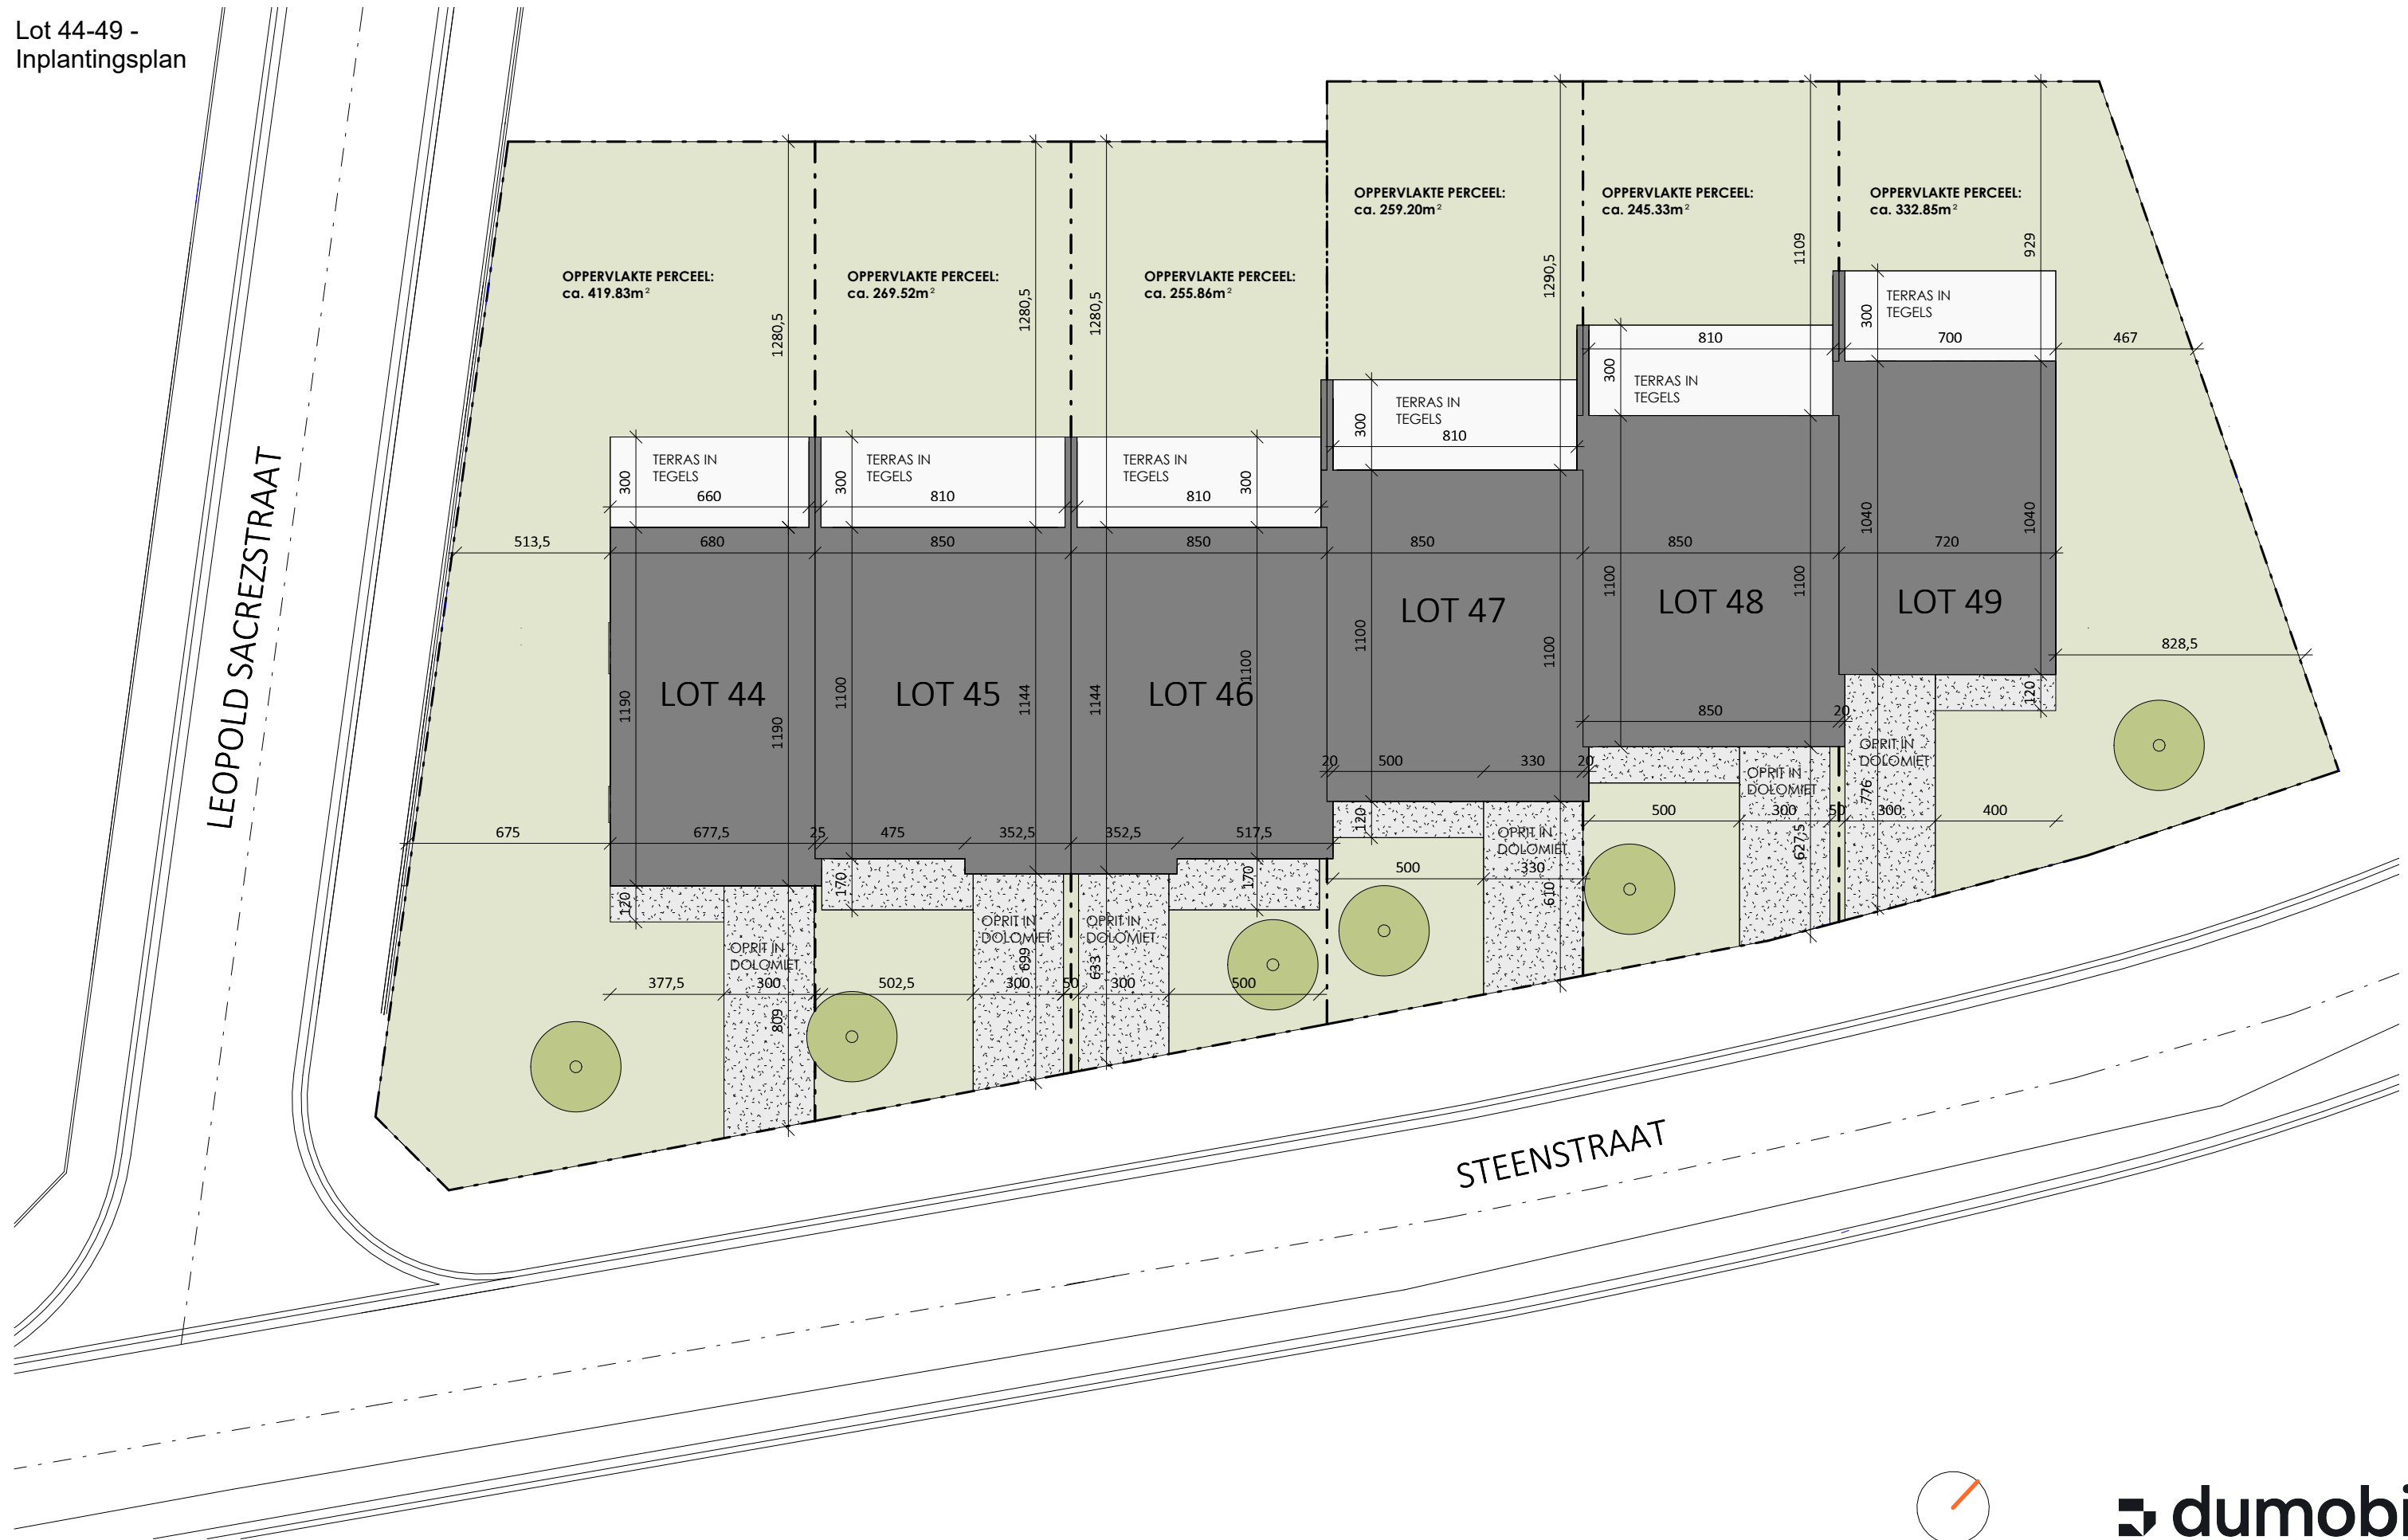 Lot 44-49 -
Inplantingsplan
OPPERVLAKTE PERCEEL:
ca. 259.20m²
OPPERVLAKTE PERCEEL:
ca. 245.33m²
OPPERVLAKTE PERCEEL:
ca. 332.85m²
OPPERVLAKTE PERCEEL:
ca. 419.83m²
OPPERVLAKTE PERCEEL:
ca. 269.52m²
OPPERVLAKTE PERCEEL:
ca. 255.86m²
1280,5
1280,5
1280,5
1290,5
1109
929
TERRAS IN
TEGELS
300
700
467
810
300
TERRAS IN
TEGELS
TERRAS IN
TEGELS
300
810
TERRAS IN
TEGELS
300
660
TERRAS IN
TEGELS
300
810
TERRAS IN
TEGELS
300
810
513,5
680
850
850
850
850
720
LEOPOLD SACREZSTRAAT
LOT 44
LOT 45
LOT 46
LOT 47
LOT 48
LOT 49
1190
1190
1100
1144
1144
1100
1100
1100
1100
1100
1040
1040
828,5
850
20
120
20
500
330
20
OPRIT IN
DOLOMIET
776
OPRIT IN
DOLOMIET
627,5
500
300
50
300
400
675
677,5
25
475
352,5
352,5
517,5
120
OPRIT IN
DOLOMIET
500
330
610
120
170
170
OPRIT IN
DOLOMIET
809
OPRIT IN
DOLOMIET
699
OPRIT IN
DOLOMIET
633
377,5
300
502,5
300
50
300
500
STEENSTRAAT
dumobi